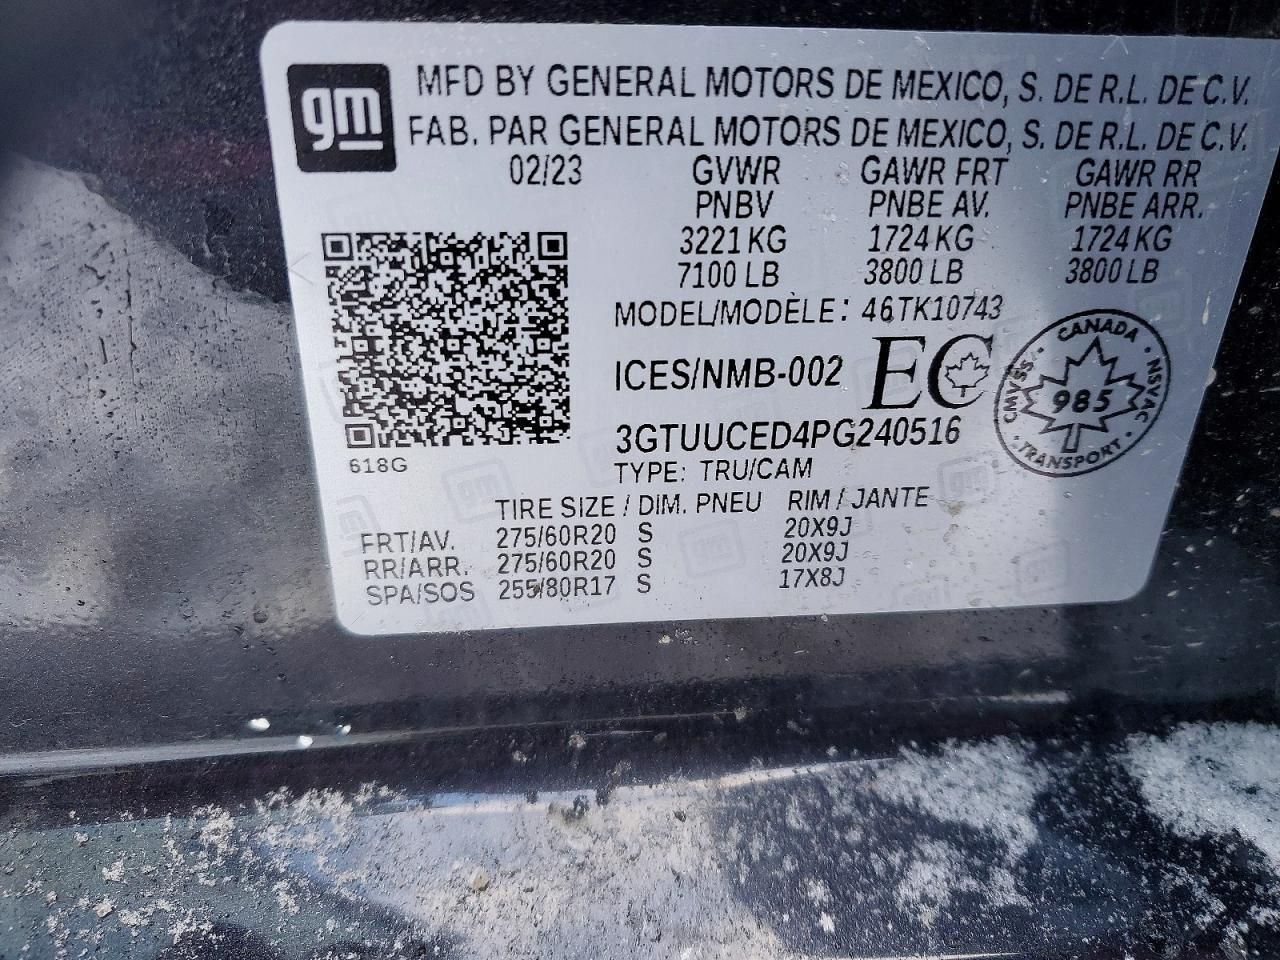 gm
MFD BY GENERAL MOTORS DE MEXICO, S. DE R.L. DE C.V.
FAB. PAR GENERAL MOTORS DE MEXICO, S. DE R.L. DE C.V.
02/23 GVWR GAWR FRT GAWR RR
PNBV PNBE AV. PNBE ARR.
3221 KG 1724 KG 1724 KG
7100 LB 3800 LB 3800 LB
MODEL/MODÈLE: 46TK10743
ICES/NMB-002 EC
CANADA
CMVSS 985 NSVAC
TRANSPORT
3GTUUCED4PG240516
618G
TYPE: TRU/CAM
TIRE SIZE / DIM. PNEU RIM / JANTE
FRT/AV. 275/60R20 S 20X9J
RR/ARR. 275/60R20 S 20X9J
SPA/SOS 255/80R17 S 17X8J